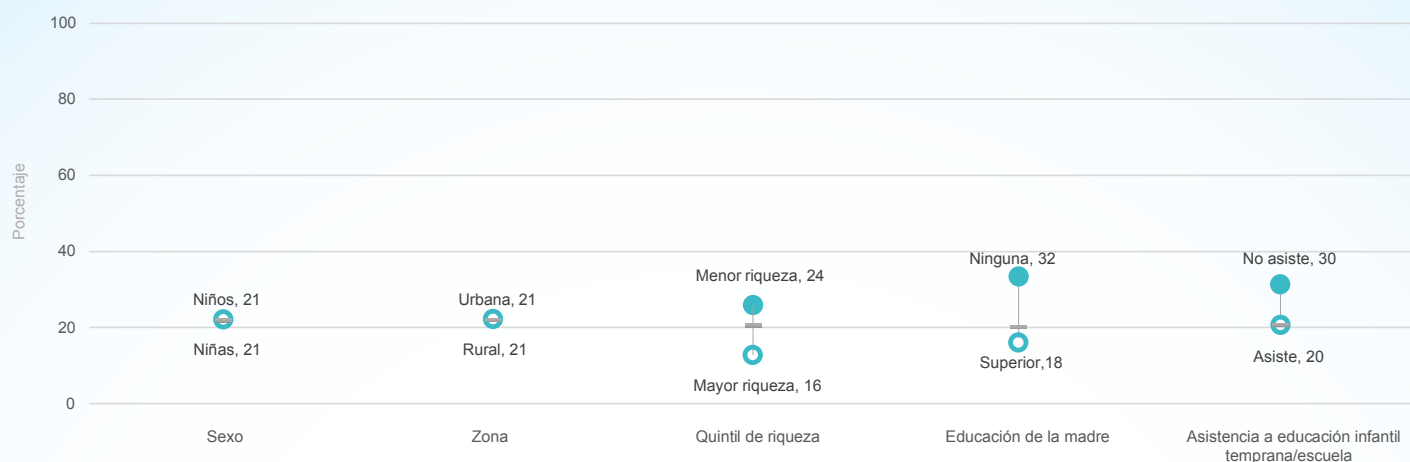 100
80
60
40
20
0
Porcentaje
Niños, 21
Niñas, 21
Urbana, 21
Rural, 21
Menor riqueza, 24
Mayor riqueza, 16
Ninguna, 32
Superior,18
No asiste, 30
Asiste, 20
Sexo
Zona
Quintil de riqueza
Educación de la madre
Asistencia a educación infantil
temprana/escuela